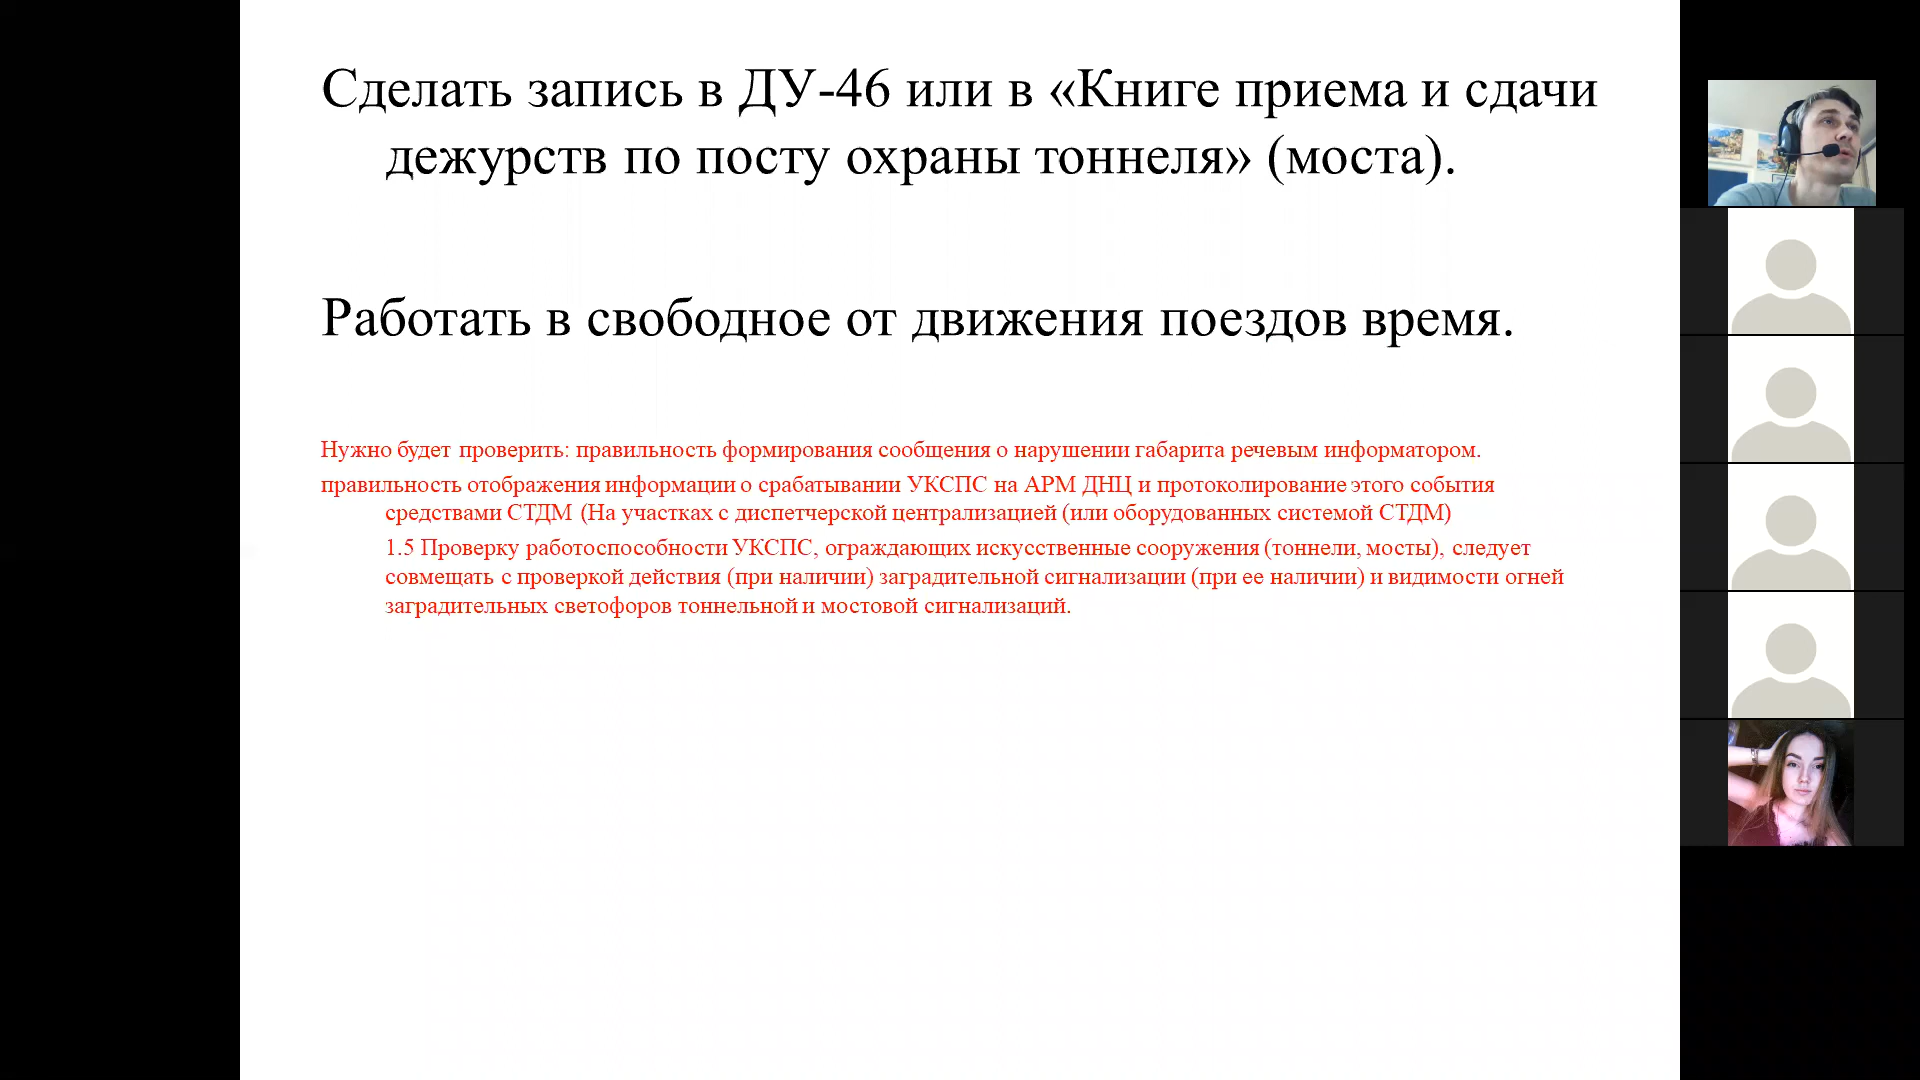 Сделать запись в ДУ-46 или в «Книге приема и сдачи
дежурств по посту охраны тоннеля» (моста).
Работать в свободное от движения поездов время.
Нужно будет проверить: правильность формирования сообщения о нарушении габарита речевым информатором.
правильность отображения информации о срабатывании УКСПС на АРМ ДНЦ и протоколирование этого события
средствами СТДМ (На участках с диспетчерской централизацией (или оборудованных системой СТДМ)
1.5 Проверку работоспособности УКСПС, ограждающих искусственные сооружения (тоннели, мосты), следует
совмещать с проверкой действия (при наличии) заградительной сигнализации (при ее наличии) и видимости огней
заградительных светофоров тоннельной и мостовой сигнализаций.